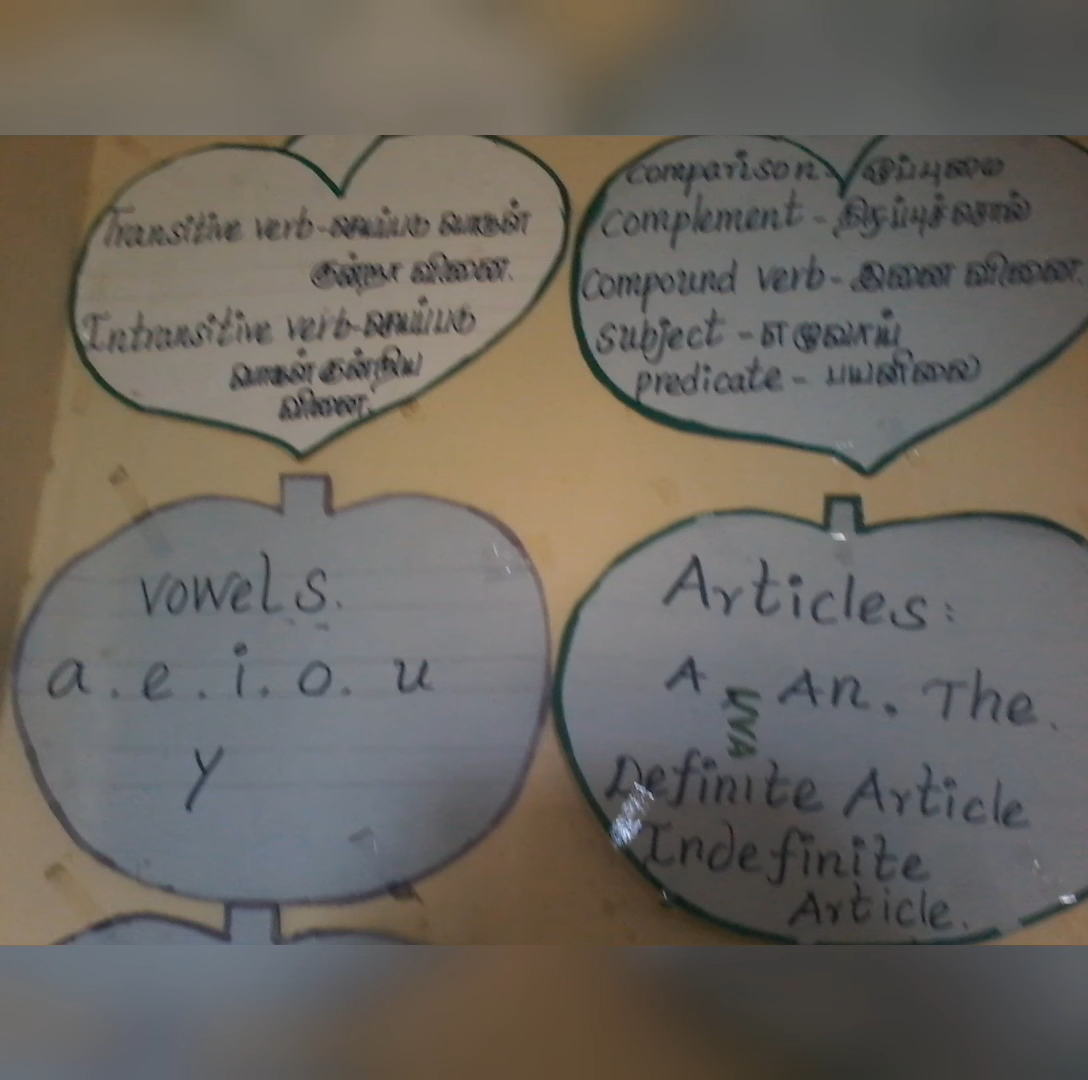 Transitive verb-செய்யப்படு பொருள்
குன்றா வினை.
Intransitive verb-செய்யப்படு
பொருள் குன்றிய
வினை.
comparison - ஒப்புமை
complement - நிரப்புச்சொல்
compound verb - இணை வினை
subject - எழுவாய்
predicate - பயனிலை
vowels.
a. e. i. o. u
y
Articles:
A, An. The.
UVA
Definite Article
Indefinite
Article.